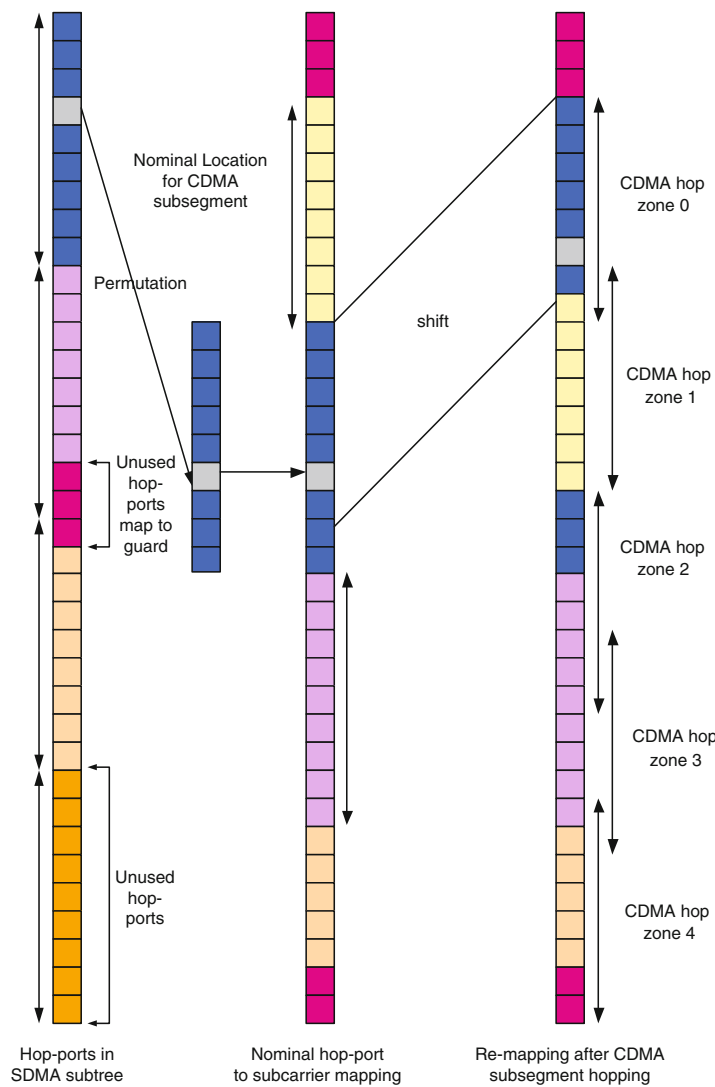 Nominal Location
for CDMA
subsegment
CDMA hop
zone 0
Permutation
shift
CDMA hop
zone 1
Unused
hop-
ports
map to
guard
CDMA hop
zone 2
CDMA hop
zone 3
Unused
hop-
ports
CDMA hop
zone 4
Hop-ports in
SDMA subtree
Nominal hop-port
to subcarrier mapping
Re-mapping after CDMA
subsegment hopping